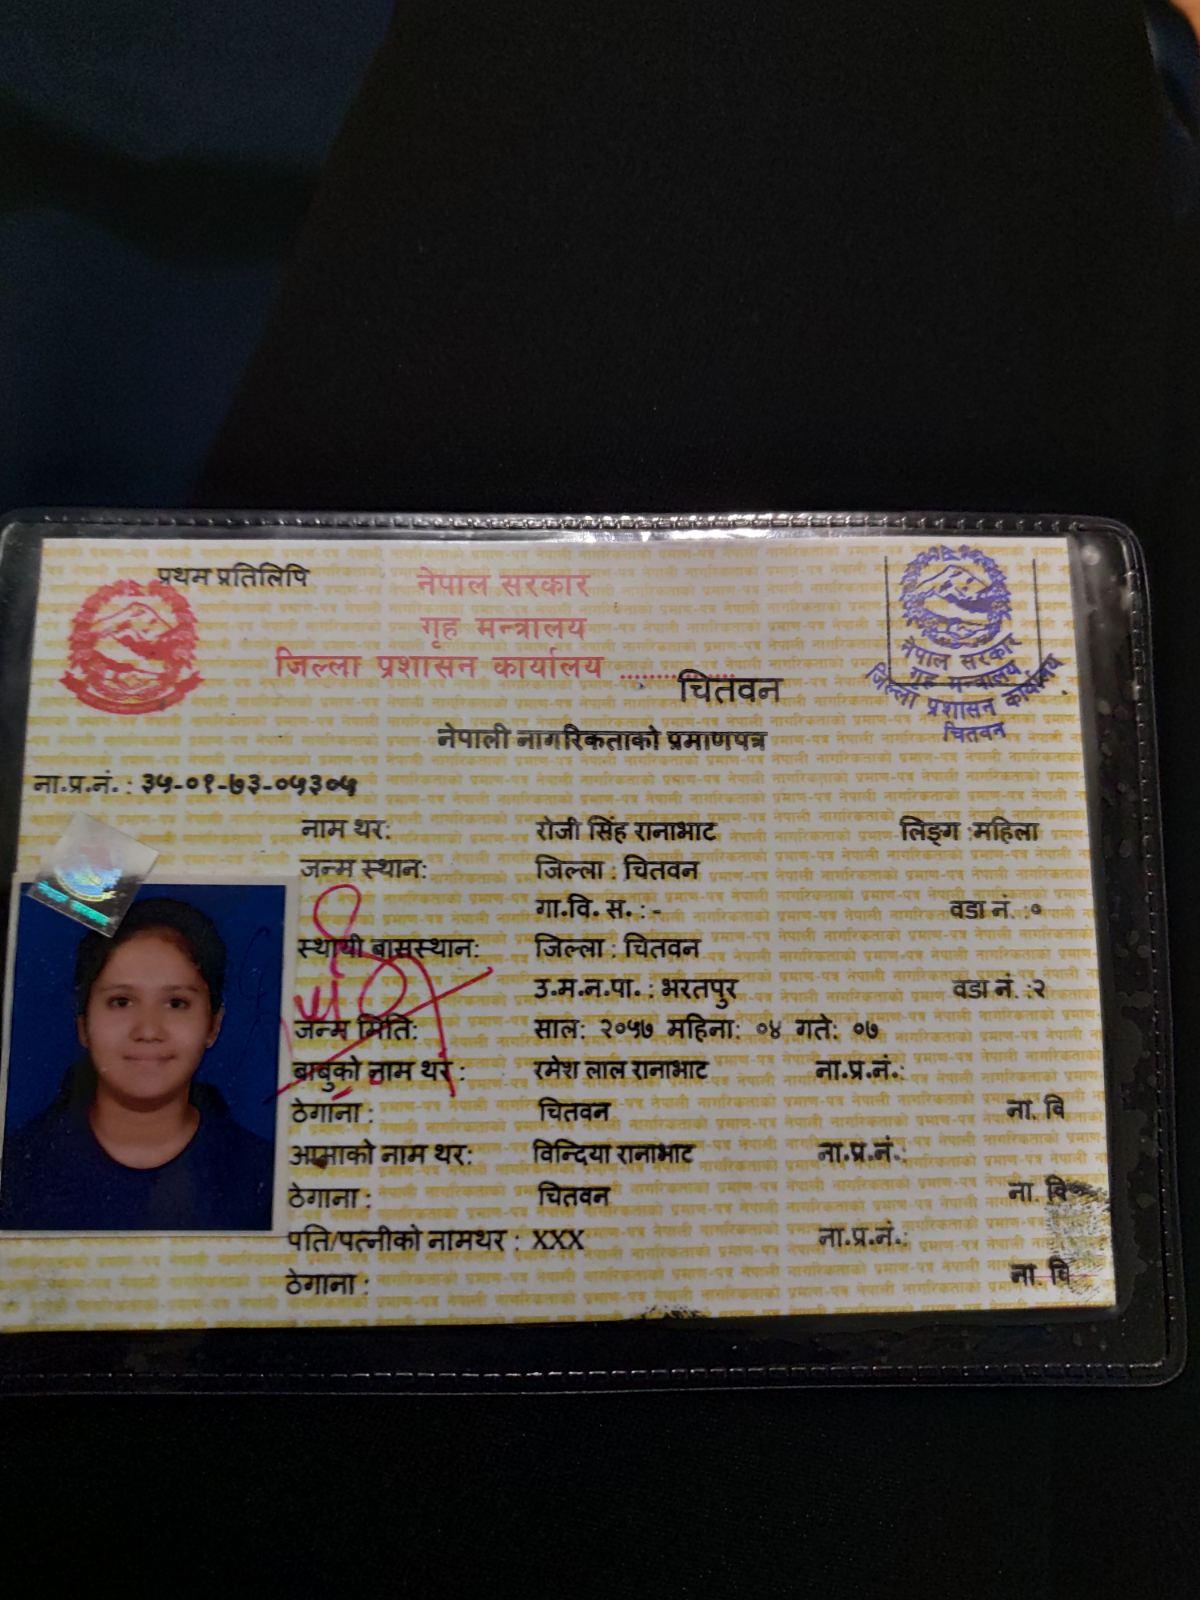 प्रथम प्रतिलिपि
नेपाल सरकार
गृह मन्त्रालय
जिल्ला प्रशासन कार्यालय ............... चितवन
नेपाल सरकार
गृह मन्त्रालय
जिल्ला प्रशासन कार्यालय
चितवन
नेपाली नागरिकताको प्रमाणपत्र
ना.प्र.नं. : ३५-०१-७३-०५३०५
नाम थर: रोजी सिंह रानाभाट लिङ्ग :महिला
जन्म स्थान: जिल्ला : चितवन
गा.वि. स. : - वडा नं. :०
स्थायी बासस्थान: जिल्ला : चितवन
उ.म.न.पा. : भरतपुर वडा नं. :२
जन्म मिति: साल: २०५७ महिना: ०४ गते: ०७
बाबुको नाम थर : रमेश लाल रानाभाट ना.प्र.नं.:
ठेगाना : चितवन ना. वि
आमाको नाम थर: विन्दिया रानाभाट ना.प्र.नं.:
ठेगाना : चितवन ना. वि
पति/पत्नीको नामथर : XXX ना.प्र.नं.:
ठेगाना : ना. वि